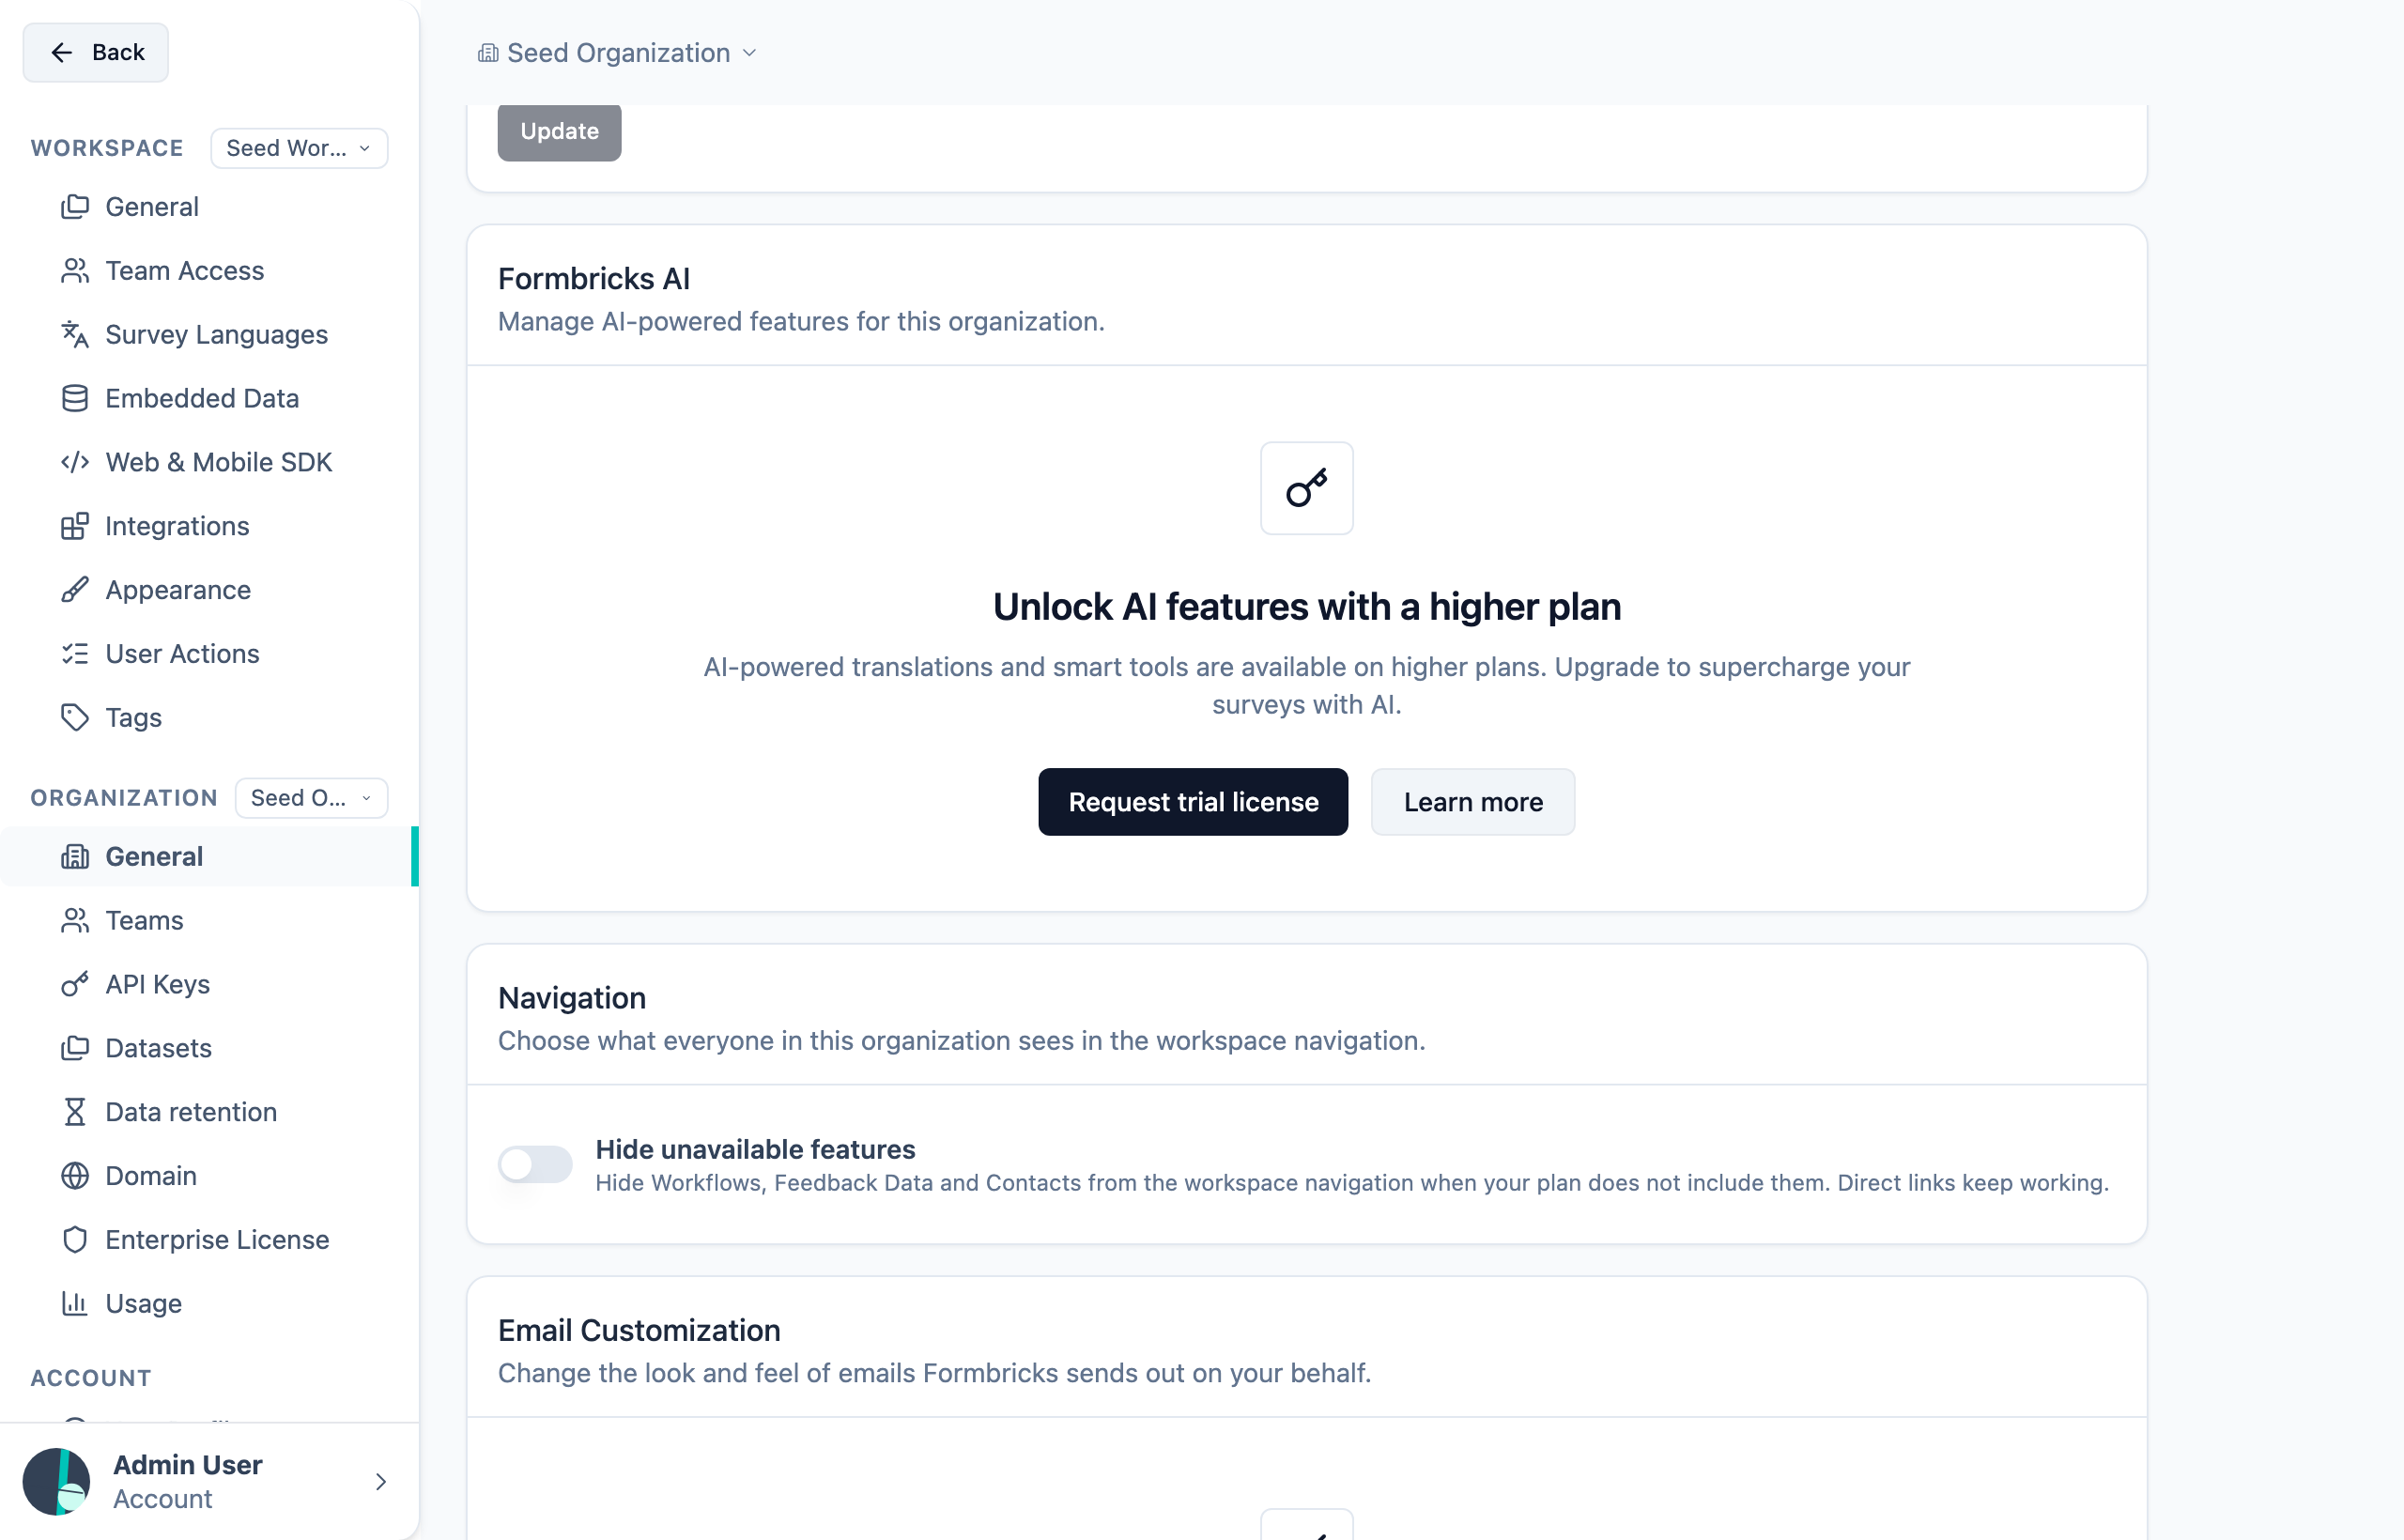 Back
WORKSPACE
Seed Wor...
General
Team Access
Survey Languages
Embedded Data
Web & Mobile SDK
Integrations
Appearance
User Actions
Tags
ORGANIZATION
Seed O...
General
Teams
API Keys
Datasets
Data retention
Domain
Enterprise License
Usage
ACCOUNT
Admin User
Account
Seed Organization
Update
Formbricks AI
Manage AI-powered features for this organization.
Unlock AI features with a higher plan
AI-powered translations and smart tools are available on higher plans. Upgrade to supercharge your
surveys with AI.
Request trial license
Learn more
Navigation
Choose what everyone in this organization sees in the workspace navigation.
Hide unavailable features
Hide Workflows, Feedback Data and Contacts from the workspace navigation when your plan does not include them. Direct links keep working.
Email Customization
Change the look and feel of emails Formbricks sends out on your behalf.